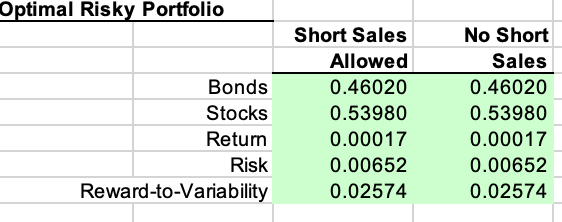 Optimal Risky Portfolio
Short Sales No Short
Allowed Sales
Bonds 0.46020 0.46020
Stocks 0.53980 0.53980
Return 0.00017 0.00017
Risk 0.00652 0.00652
Reward-to-Variability 0.02574 0.02574